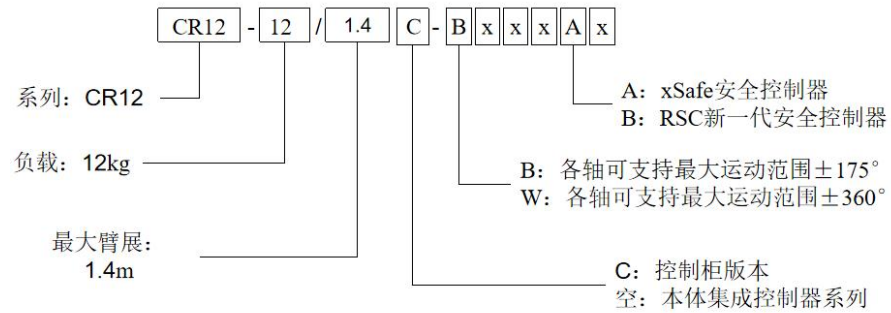 CR12 - 12 / 1.4 C - B x x x A x
系列：CR12
A：xSafe安全控制器
B：RSC新一代安全控制器
负载：12kg
B：各轴可支持最大运动范围±175°
W：各轴可支持最大运动范围±360°
最大臂展：
1.4m
C：控制柜版本
空：本体集成控制器系列